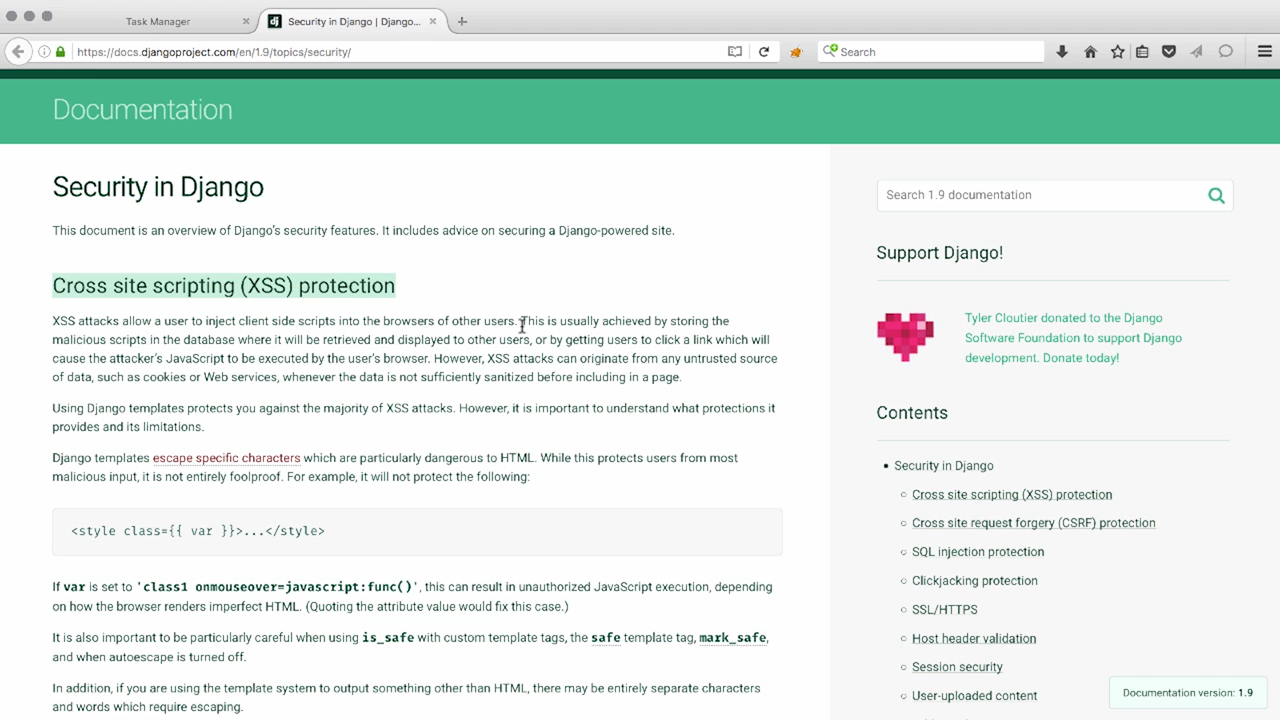 Task Manager
Security in Django | Django...
https://docs.djangoproject.com/en/1.9/topics/security/
Search
Documentation
Security in Django
This document is an overview of Django's security features. It includes advice on securing a Django-powered site.
Cross site scripting (XSS) protection
XSS attacks allow a user to inject client side scripts into the browsers of other users. This is usually achieved by storing the
malicious scripts in the database where it will be retrieved and displayed to other users, or by getting users to click a link which will
cause the attacker's JavaScript to be executed by the user's browser. However, XSS attacks can originate from any untrusted source
of data, such as cookies or Web services, whenever the data is not sufficiently sanitized before including in a page.
Using Django templates protects you against the majority of XSS attacks. However, it is important to understand what protections it
provides and its limitations.
Django templates escape specific characters which are particularly dangerous to HTML. While this protects users from most
malicious input, it is not entirely foolproof. For example, it will not protect the following:
<style class={{ var }}>...</style>
If var is set to 'class1 onmouseover=javascript:func()', this can result in unauthorized JavaScript execution, depending
on how the browser renders imperfect HTML. (Quoting the attribute value would fix this case.)
It is also important to be particularly careful when using is_safe with custom template tags, the safe template tag, mark_safe,
and when autoescape is turned off.
In addition, if you are using the template system to output something other than HTML, there may be entirely separate characters
and words which require escaping.
Search 1.9 documentation
Support Django!
Tyler Cloutier donated to the Django
Software Foundation to support Django
development. Donate today!
Contents
Security in Django
Cross site scripting (XSS) protection
Cross site request forgery (CSRF) protection
SQL injection protection
Clickjacking protection
SSL/HTTPS
Host header validation
Session security
User-uploaded content
Documentation version: 1.9